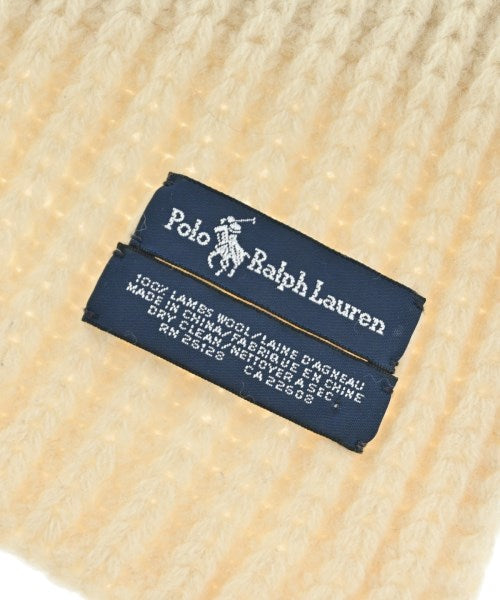 Polo Ralph Lauren
100% LAMBS WOOL/LAINE D'AGNEAU
MADE IN CHINA/FABRIQUE EN CHINE
DRY CLEAN/NETTOYER A SEC
RN 25129 CA 22608